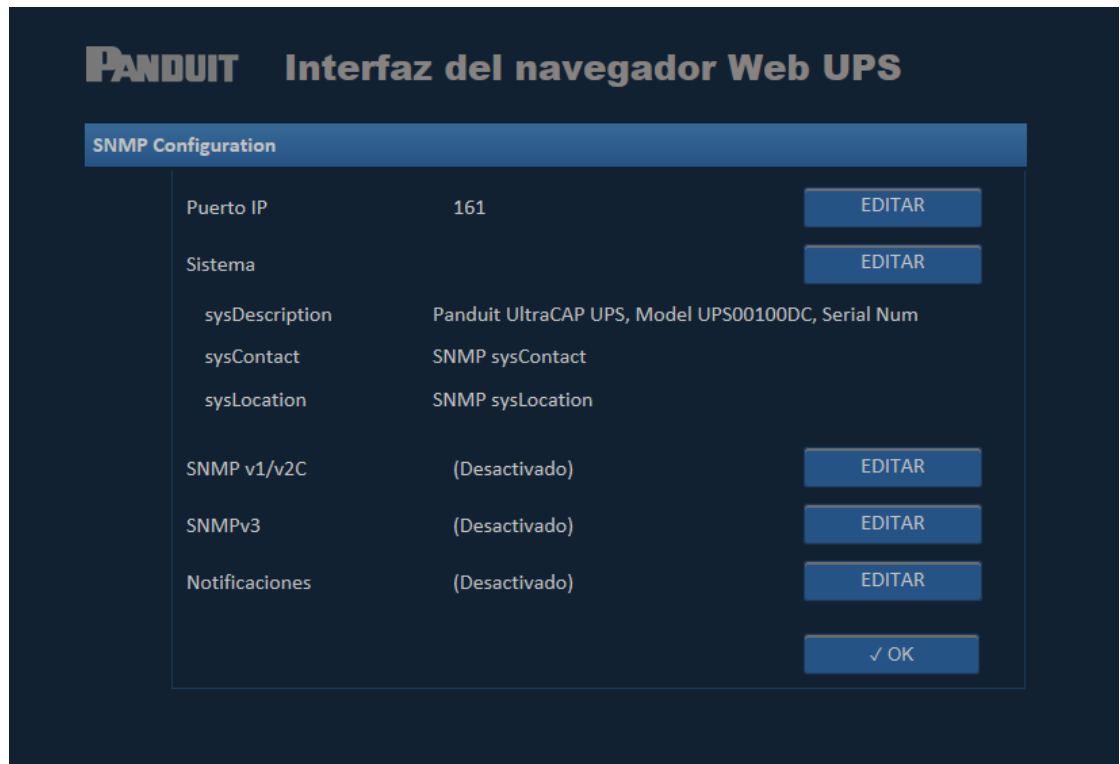 PANDUIT Interfaz del navegador Web UPS
SNMP Configuration
Puerto IP 161 EDITAR
Sistema EDITAR
sysDescription Panduit UltraCAP UPS, Model UPS00100DC, Serial Num
sysContact SNMP sysContact
sysLocation SNMP sysLocation
SNMP v1/v2C (Desactivado) EDITAR
SNMPv3 (Desactivado) EDITAR
Notificaciones (Desactivado) EDITAR
✓ OK